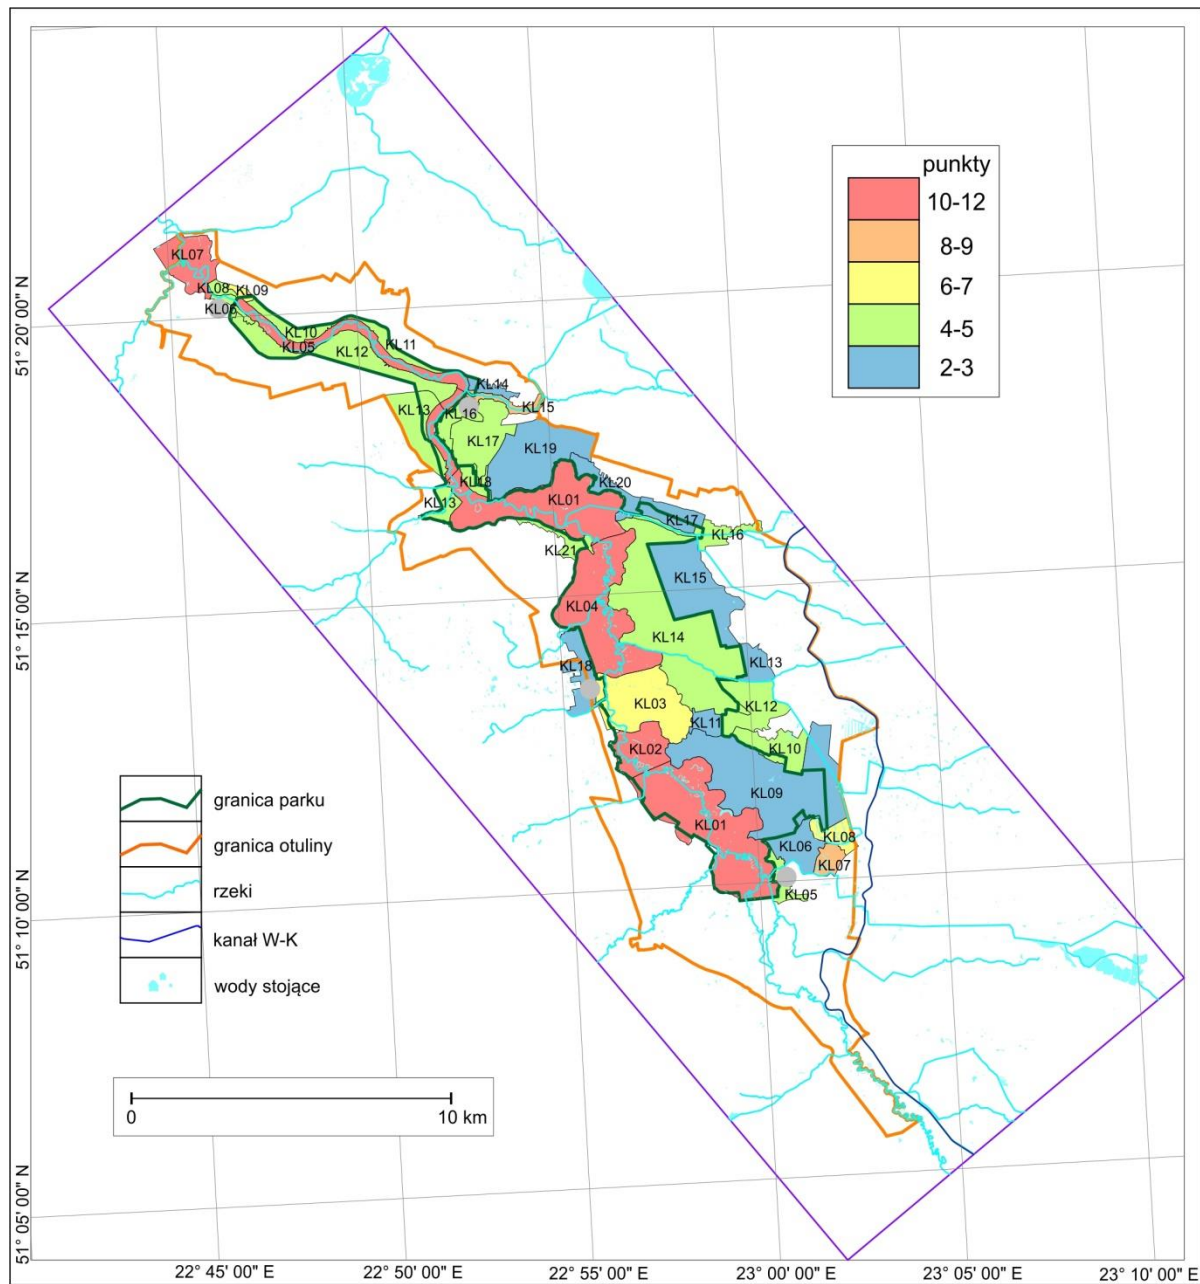 punkty
10-12
8-9
6-7
4-5
2-3
KL07
KL08
KL09
KL06
KL10
KL05
KL12
KL11
KL14
KL13
KL16
KL15
KL17
KL19
KL18
KL20
KL13
KL01
KL17
KL16
KL21
KL15
KL04
KL14
KL18
KL13
KL03
KL12
KL11
KL02
KL10
KL09
KL01
KL08
KL06
KL07
KL05
granica parku
granica otuliny
rzeki
kanał W-K
wody stojące
0
10 km
51° 20' 00" N
51° 15' 00" N
51° 10' 00" N
51° 05' 00" N
22° 45' 00" E
22° 50' 00" E
22° 55' 00" E
23° 00' 00" E
23° 05' 00" E
23° 10' 00" E